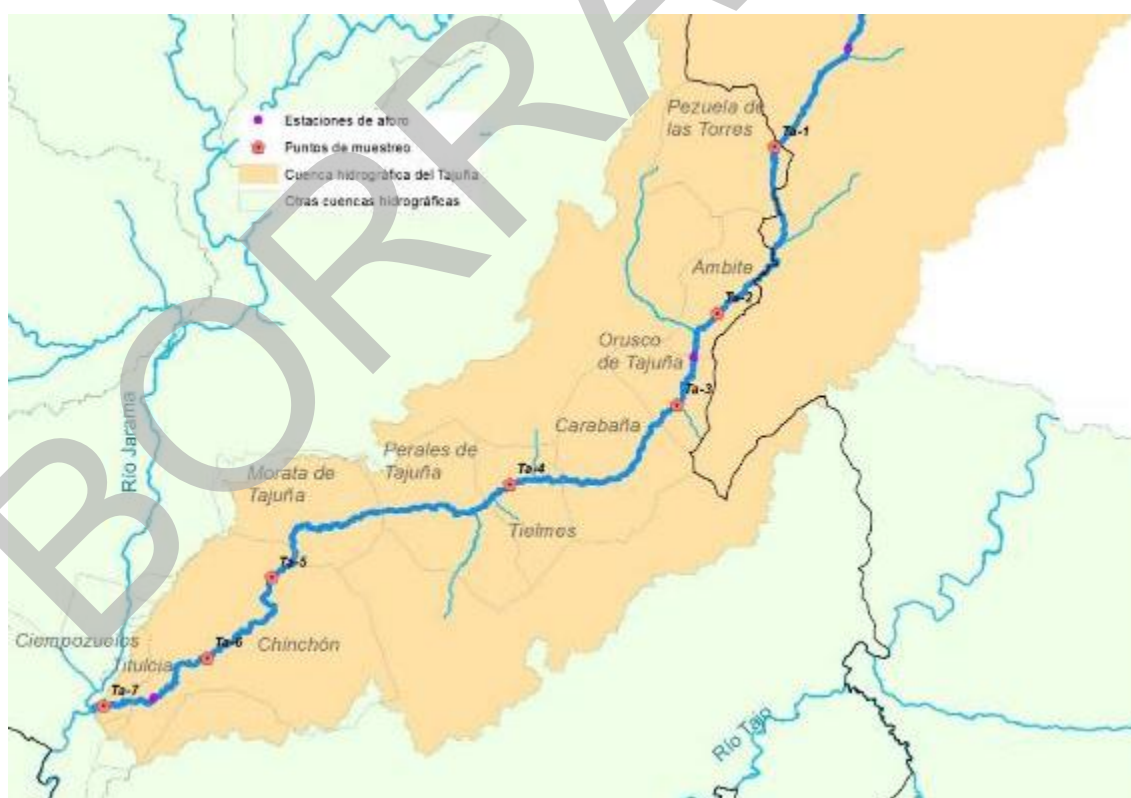 Pezuela de
las Torres
Ta-1
Estaciones de aforo
Puntos de muestreo
Cuenca hidrográfica del Tajuña
Otras cuencas hidrográficas
Ambite
Ta-2
Orusco
de Tajuña
Ta-3
Carabaña
Río Jarama
Perales de
Tajuña
Morata de
Tajuña
Ta-4
Tielmes
Ta-5
Ciempozuelos
Ta-6
Chinchón
Titulcia
Ta-7
Río Tajo
BORRA